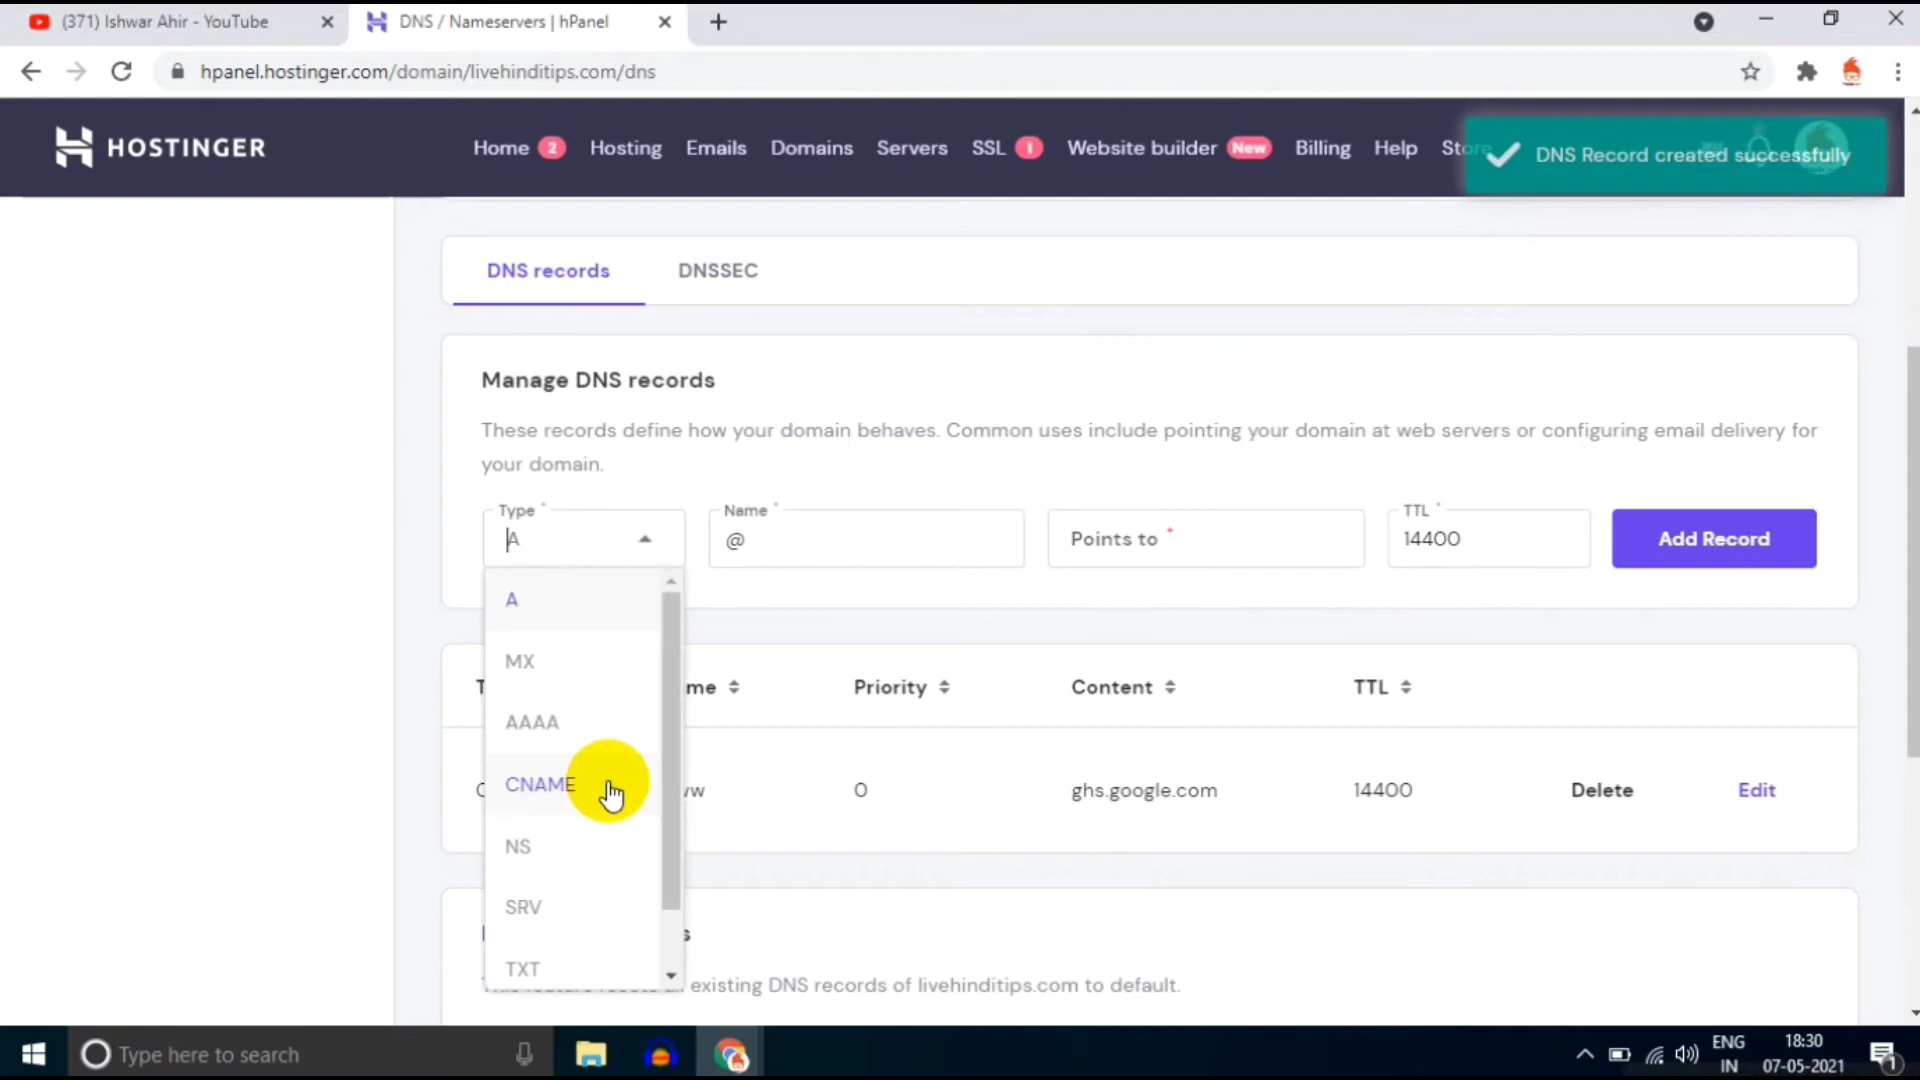 (371) Ishwar Ahir - YouTube
DNS / Nameservers | hPanel
hpanel.hostinger.com/domain/livehinditips.com/dns
HOSTINGER
Home 2 Hosting Emails Domains Servers SSL 1 Website builder New Billing Help Store
DNS Record created successfully
DNS records DNSSEC
Manage DNS records
These records define how your domain behaves. Common uses include pointing your domain at web servers or configuring email delivery for
your domain.
Type * Name * TTL *
A @ Points to * 14400 Add Record
A
MX
AAAA
CNAME
NS
SRV
TXT
T me Priority Content TTL
C ww 0 ghs.google.com 14400 Delete Edit
existing DNS records of livehinditips.com to default.
Type here to search
ENG
IN
18:30
07-05-2021
1